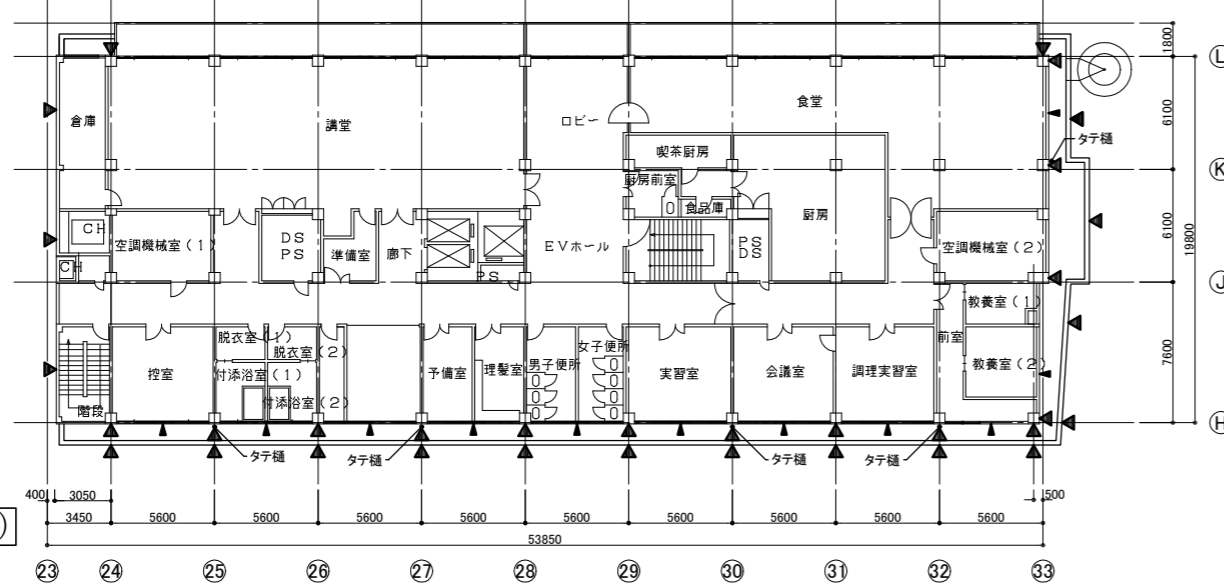 1800
L
倉庫
講堂
ロビー
食堂
6100
タテ樋
喫茶厨房
K
厨房前室
食品庫
厨房
CH
空調機械室(1)
DS
PS
準備室
廊下
EVホール
PS
DS
空調機械室(2)
6100
19800
CH
PS
J
教養室(1)
脱衣室(1)
脱衣室(2)
女子便所
前室
控室
付添浴室(1)
予備室
理髪室
男子便所
実習室
会議室
調理実習室
教養室(2)
7600
付添浴室(2)
階段
H
タテ樋
タテ樋
タテ樋
タテ樋
400
3050
500
3450
5600
5600
5600
5600
5600
5600
5600
5600
5600
53850
23
24
25
26
27
28
29
30
31
32
33